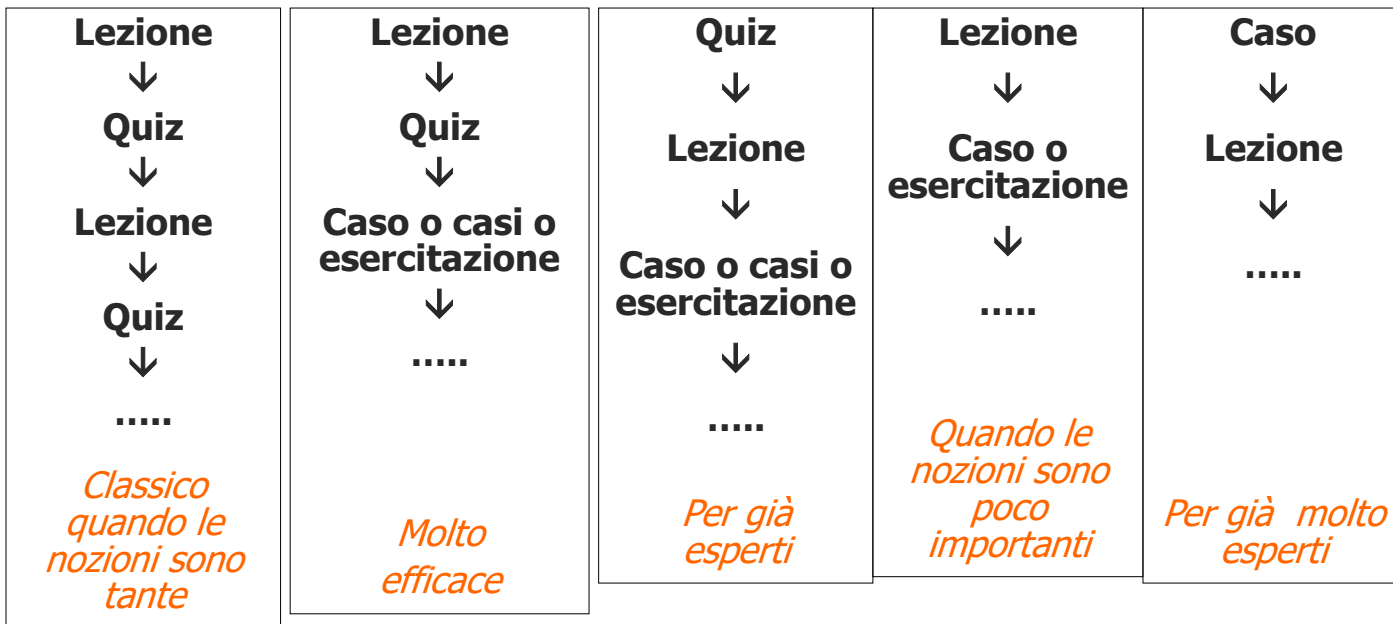 Lezione
↓
Quiz
↓
Lezione
↓
Quiz
↓
…..
Classico
quando le
nozioni sono
tante
Lezione
↓
Quiz
↓
Caso o casi o
esercitazione
↓
…..
Molto
efficace
Quiz
↓
Lezione
↓
Caso o casi o
esercitazione
↓
…..
Per già
esperti
Lezione
↓
Caso o
esercitazione
↓
…..
Quando le
nozioni sono
poco
importanti
Caso
↓
Lezione
↓
…..
Per già molto
esperti